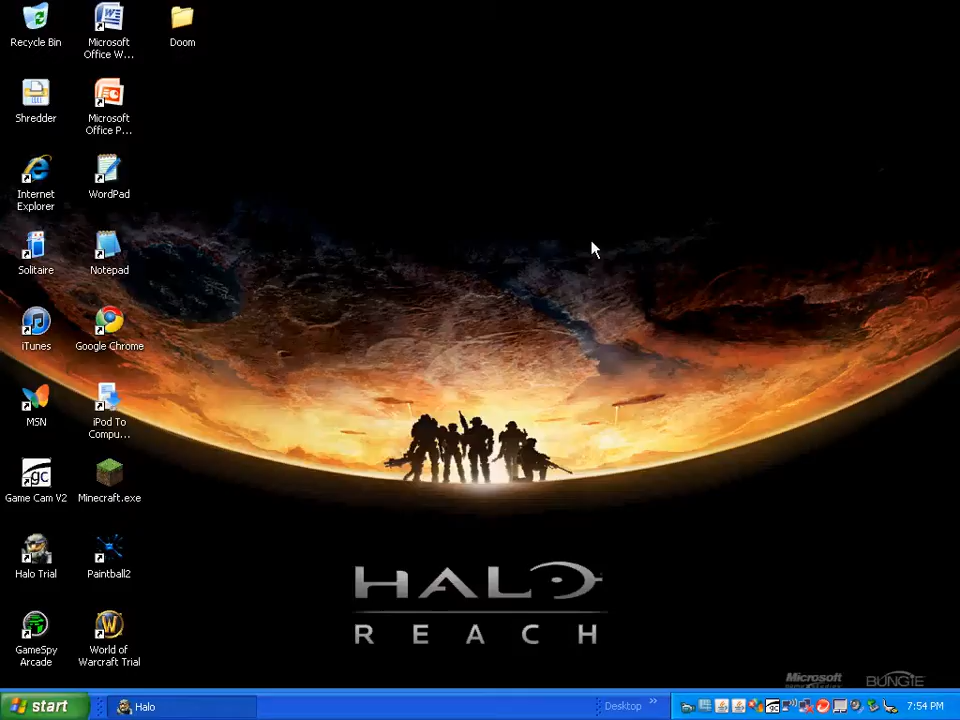 Recycle Bin
Microsoft
Office W...
Doom
Shredder
Microsoft
Office P...
Internet
Explorer
WordPad
Solitaire
Notepad
iTunes
Google Chrome
MSN
iPod To
Compu...
Game Cam V2
Minecraft.exe
Halo Trial
Paintball2
GameSpy
Arcade
World of
Warcraft Trial
HALO
REACH
Microsoft
BUNGIE
start
Halo
Desktop
7:54 PM